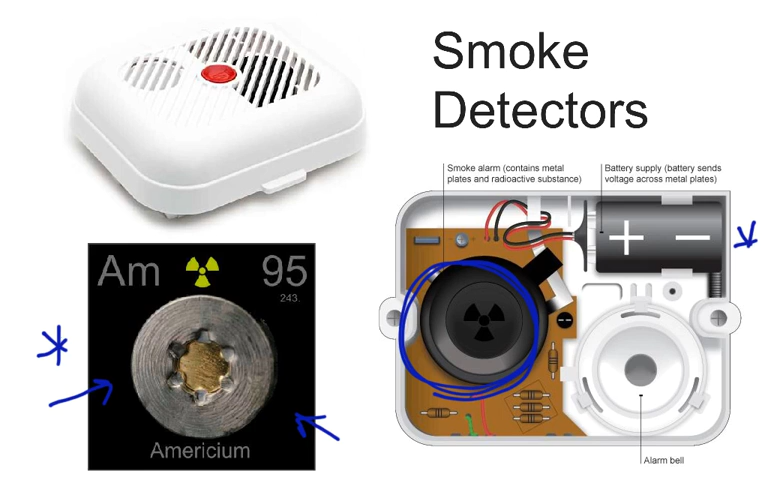 Smoke
Detectors
Smoke alarm (contains metal
plates and radioactive substance)
Battery supply (battery sends
voltage across metal plates)
+ −
Am 95
243.
Americium
Alarm bell